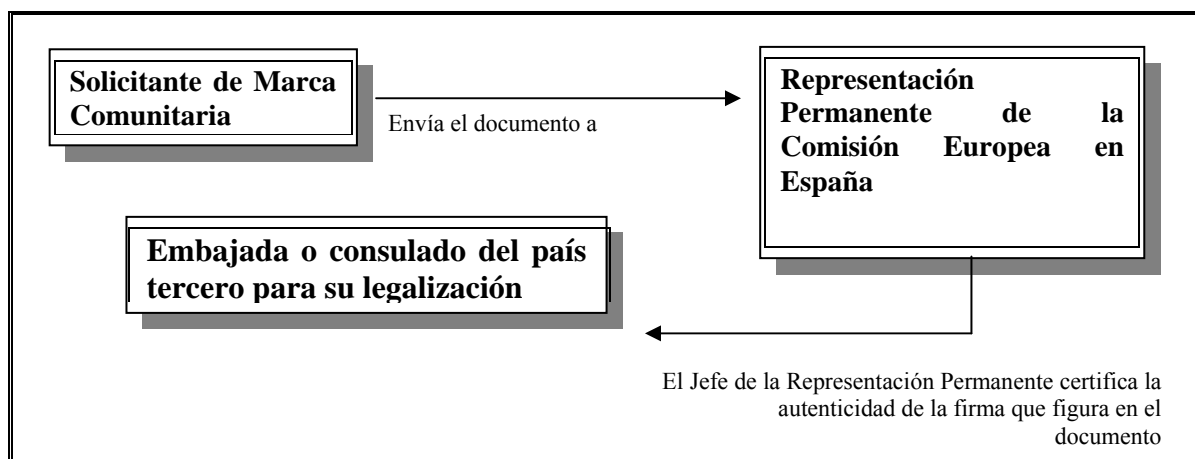 Solicitante de Marca
Comunitaria
Envía el documento a
Representación
Permanente de la
Comisión Europea en
España
Embajada o consulado del país
tercero para su legalización
El Jefe de la Representación Permanente certifica la
autenticidad de la firma que figura en el
documento